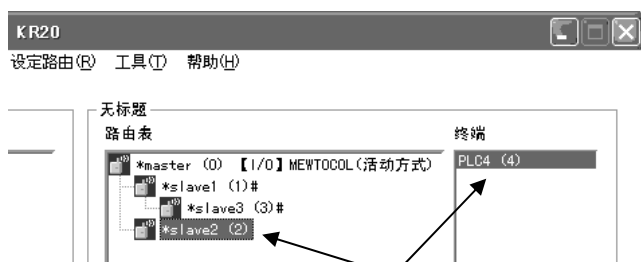 KR20
设定路由(R) 工具(T) 帮助(H)
无标题
路由表
终端
*master (0) 【I/O】MEWTOCOL(活动方式)
*slave1 (1)#
*slave3 (3)#
*slave2 (2)
PLC4 (4)